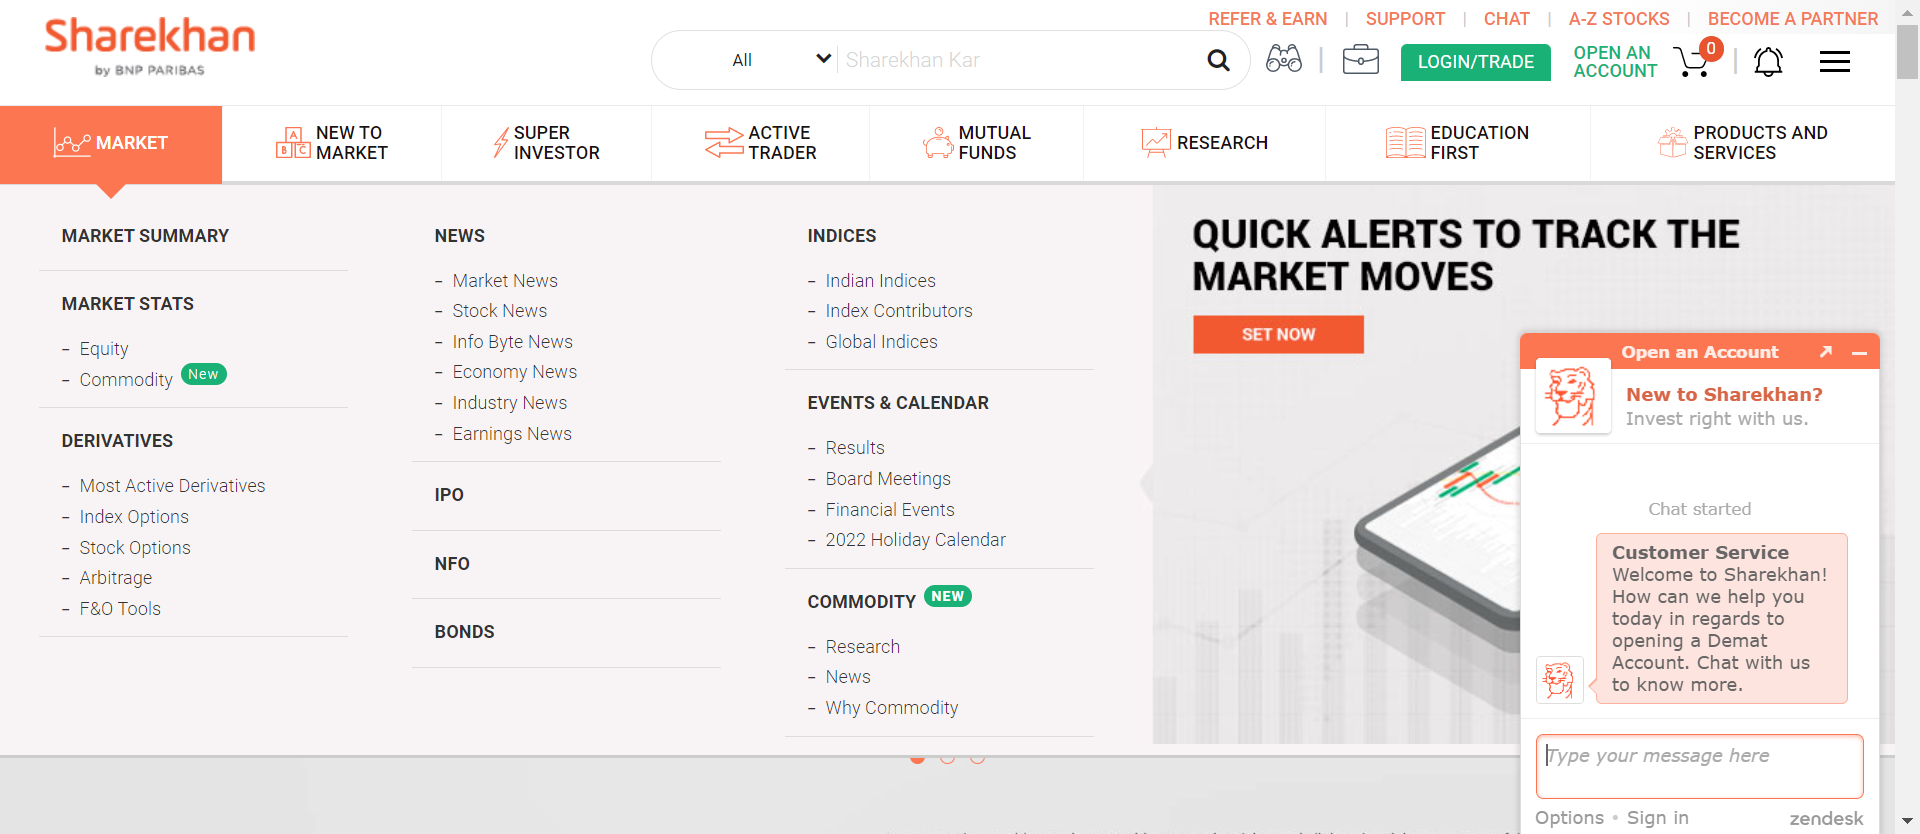 REFER & EARN | SUPPORT | CHAT | A-Z STOCKS | BECOME A PARTNER
Sharekhan
by BNP PARIBAS
All
Sharekhan Kar
LOGIN/TRADE
OPEN AN
ACCOUNT
0
MARKET
NEW TO
MARKET
SUPER
INVESTOR
ACTIVE
TRADER
MUTUAL
FUNDS
RESEARCH
EDUCATION
FIRST
PRODUCTS AND
SERVICES
MARKET SUMMARY
MARKET STATS
- Equity
- Commodity New
DERIVATIVES
- Most Active Derivatives
- Index Options
- Stock Options
- Arbitrage
- F&O Tools
NEWS
- Market News
- Stock News
- Info Byte News
- Economy News
- Industry News
- Earnings News
IPO
NFO
BONDS
INDICES
- Indian Indices
- Index Contributors
- Global Indices
EVENTS & CALENDAR
- Results
- Board Meetings
- Financial Events
- 2022 Holiday Calendar
COMMODITY NEW
- Research
- News
- Why Commodity
QUICK ALERTS TO TRACK THE
MARKET MOVES
SET NOW
Open an Account
New to Sharekhan?
Invest right with us.
Chat started
Customer Service
Welcome to Sharekhan!
How can we help you
today in regards to
opening a Demat
Account. Chat with us
to know more.
Type your message here
Options • Sign in
zendesk